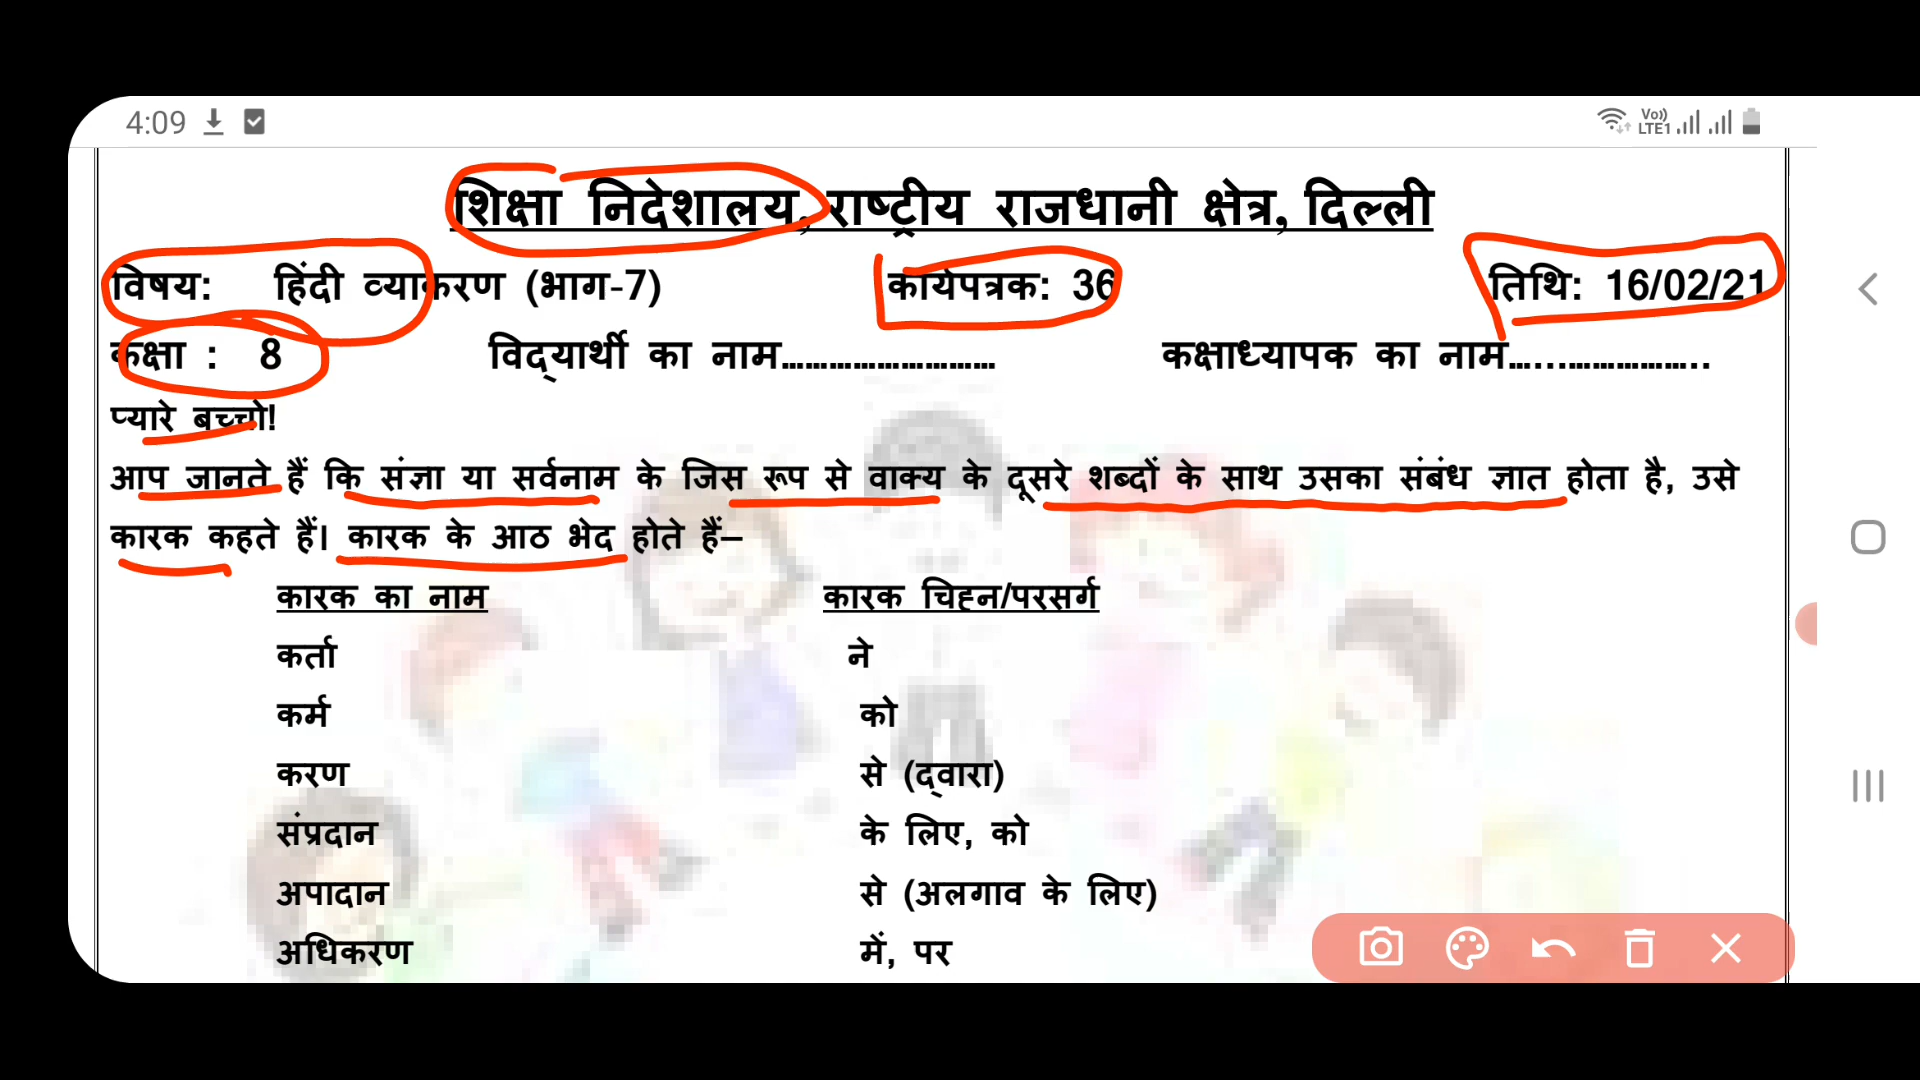 4:09
Vo)) LTE1
शिक्षा निदेशालय, राष्ट्रीय राजधानी क्षेत्र, दिल्ली
विषय: हिंदी व्याकरण (भाग-7) कार्यपत्रक: 36 तिथि: 16/02/21
कक्षा : 8 विद्यार्थी का नाम........................... कक्षाध्यापक का नाम.........................
प्यारे बच्चो!
आप जानते हैं कि संज्ञा या सर्वनाम के जिस रूप से वाक्य के दूसरे शब्दों के साथ उसका संबंध ज्ञात होता है, उसे
कारक कहते हैं। कारक के आठ भेद होते हैं–
कारक का नाम कारक चिह्न/परसर्ग
कर्ता ने
कर्म को
करण से (द्वारा)
संप्रदान के लिए, को
अपादान से (अलगाव के लिए)
अधिकरण में, पर